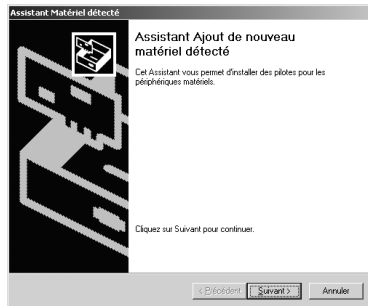 Assistant Matériel détecté
Assistant Ajout de nouveau
matériel détecté
Cet Assistant vous permet d'installer des pilotes pour les
périphériques matériels.
Cliquez sur Suivant pour continuer.
< Précédent Suivant > Annuler